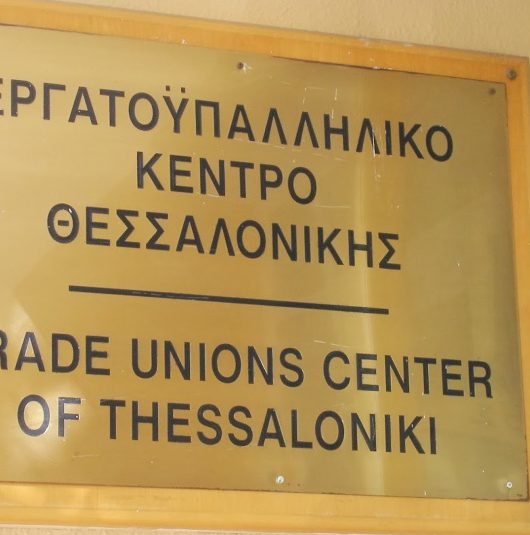 ΕΡΓΑΤΟΫΠΑΛΛΗΛΙΚΟ
ΚΕΝΤΡΟ
ΘΕΣΣΑΛΟΝΙΚΗΣ
RADE UNIONS CENTER
OF THESSALONIKI